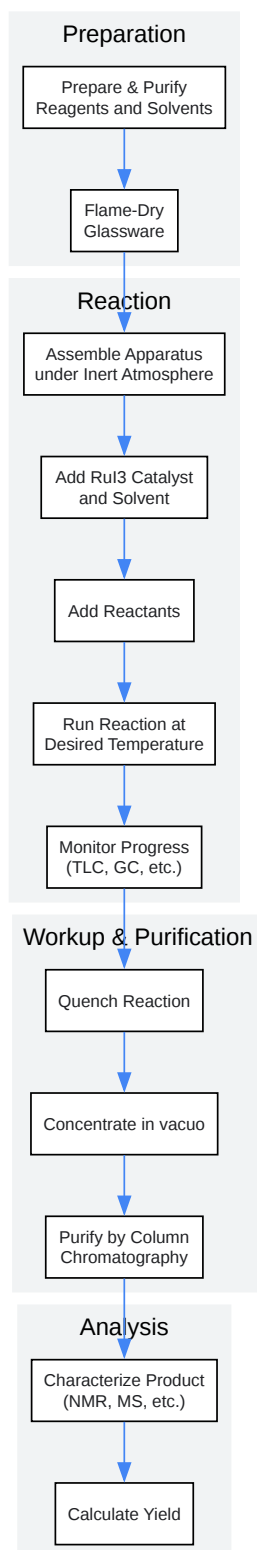 Preparation
Prepare & Purify
Reagents and Solvents
Flame-Dry
Glassware
Reaction
Assemble Apparatus
under Inert Atmosphere
Add RuI3 Catalyst
and Solvent
Add Reactants
Run Reaction at
Desired Temperature
Monitor Progress
(TLC, GC, etc.)
Workup & Purification
Quench Reaction
Concentrate in vacuo
Purify by Column
Chromatography
Analysis
Characterize Product
(NMR, MS, etc.)
Calculate Yield